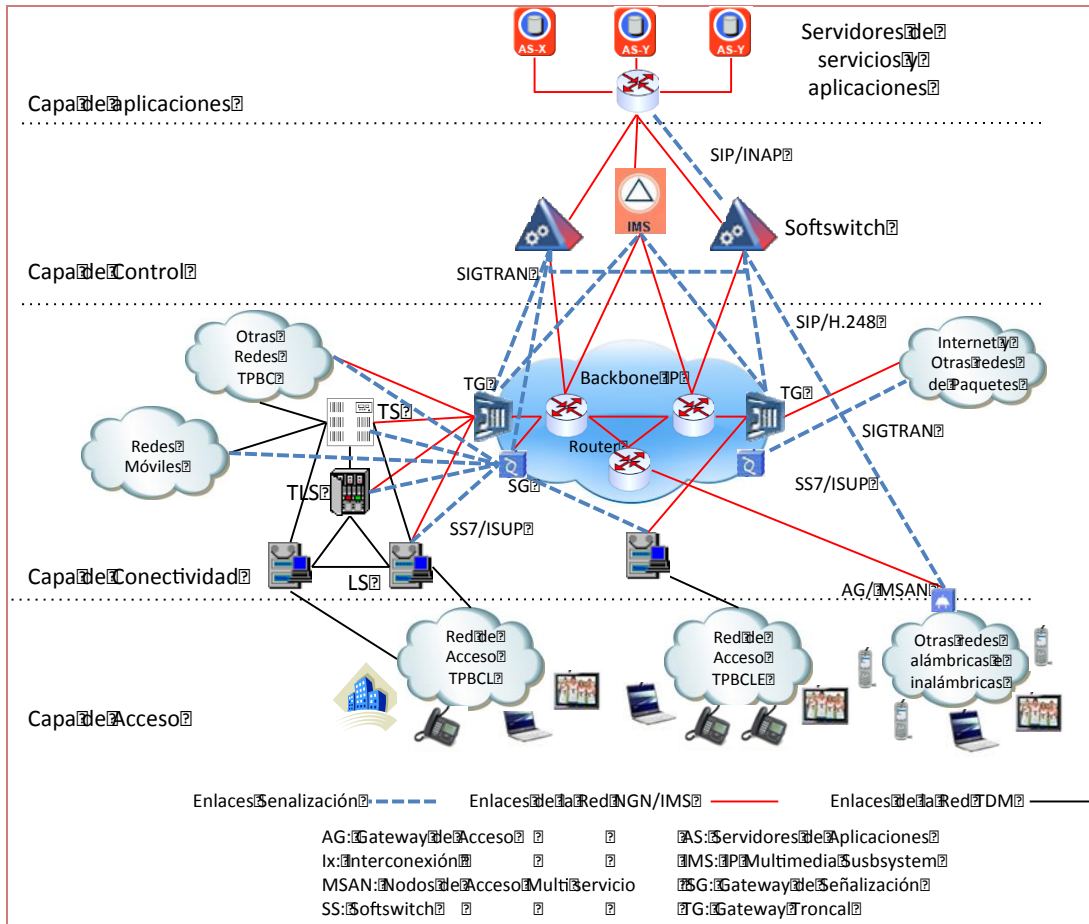 AS-X
AS-Y
AS-Y
Servidores de
servicios y
aplicaciones
Capa de aplicaciones
SIP/INAP
IMS
Softswitch
SIGTRAN
Capa de Control
SIP/H.248
Otras
Redes
TPBC
Internet y
Otras redes
de Paquetes
Backbone IP
TG
TG
TS
Redes
Móviles
Router
SIGTRAN
TLS
SG
SS7/ISUP
SS7/ISUP
Capa de Conectividad
LS
AG/ MSAN
Red de
Acceso
TPBCL
Red de
Acceso
TPBCLE
Otras redes
alámbricas e
inalámbricas
Capa de Acceso
Enlaces Senalización
Enlaces de la Red NGN/IMS
Enlaces de la Red TDM
AG: Gateway de Acceso
AS: Servidores de Aplicaciones
Ix: Interconexión
IMS: IP Multimedia Susbsystem
MSAN: Nodos de Acceso Multi servicio
SG: Gateway de Señalización
SS: Softswitch
TG: Gateway Troncal